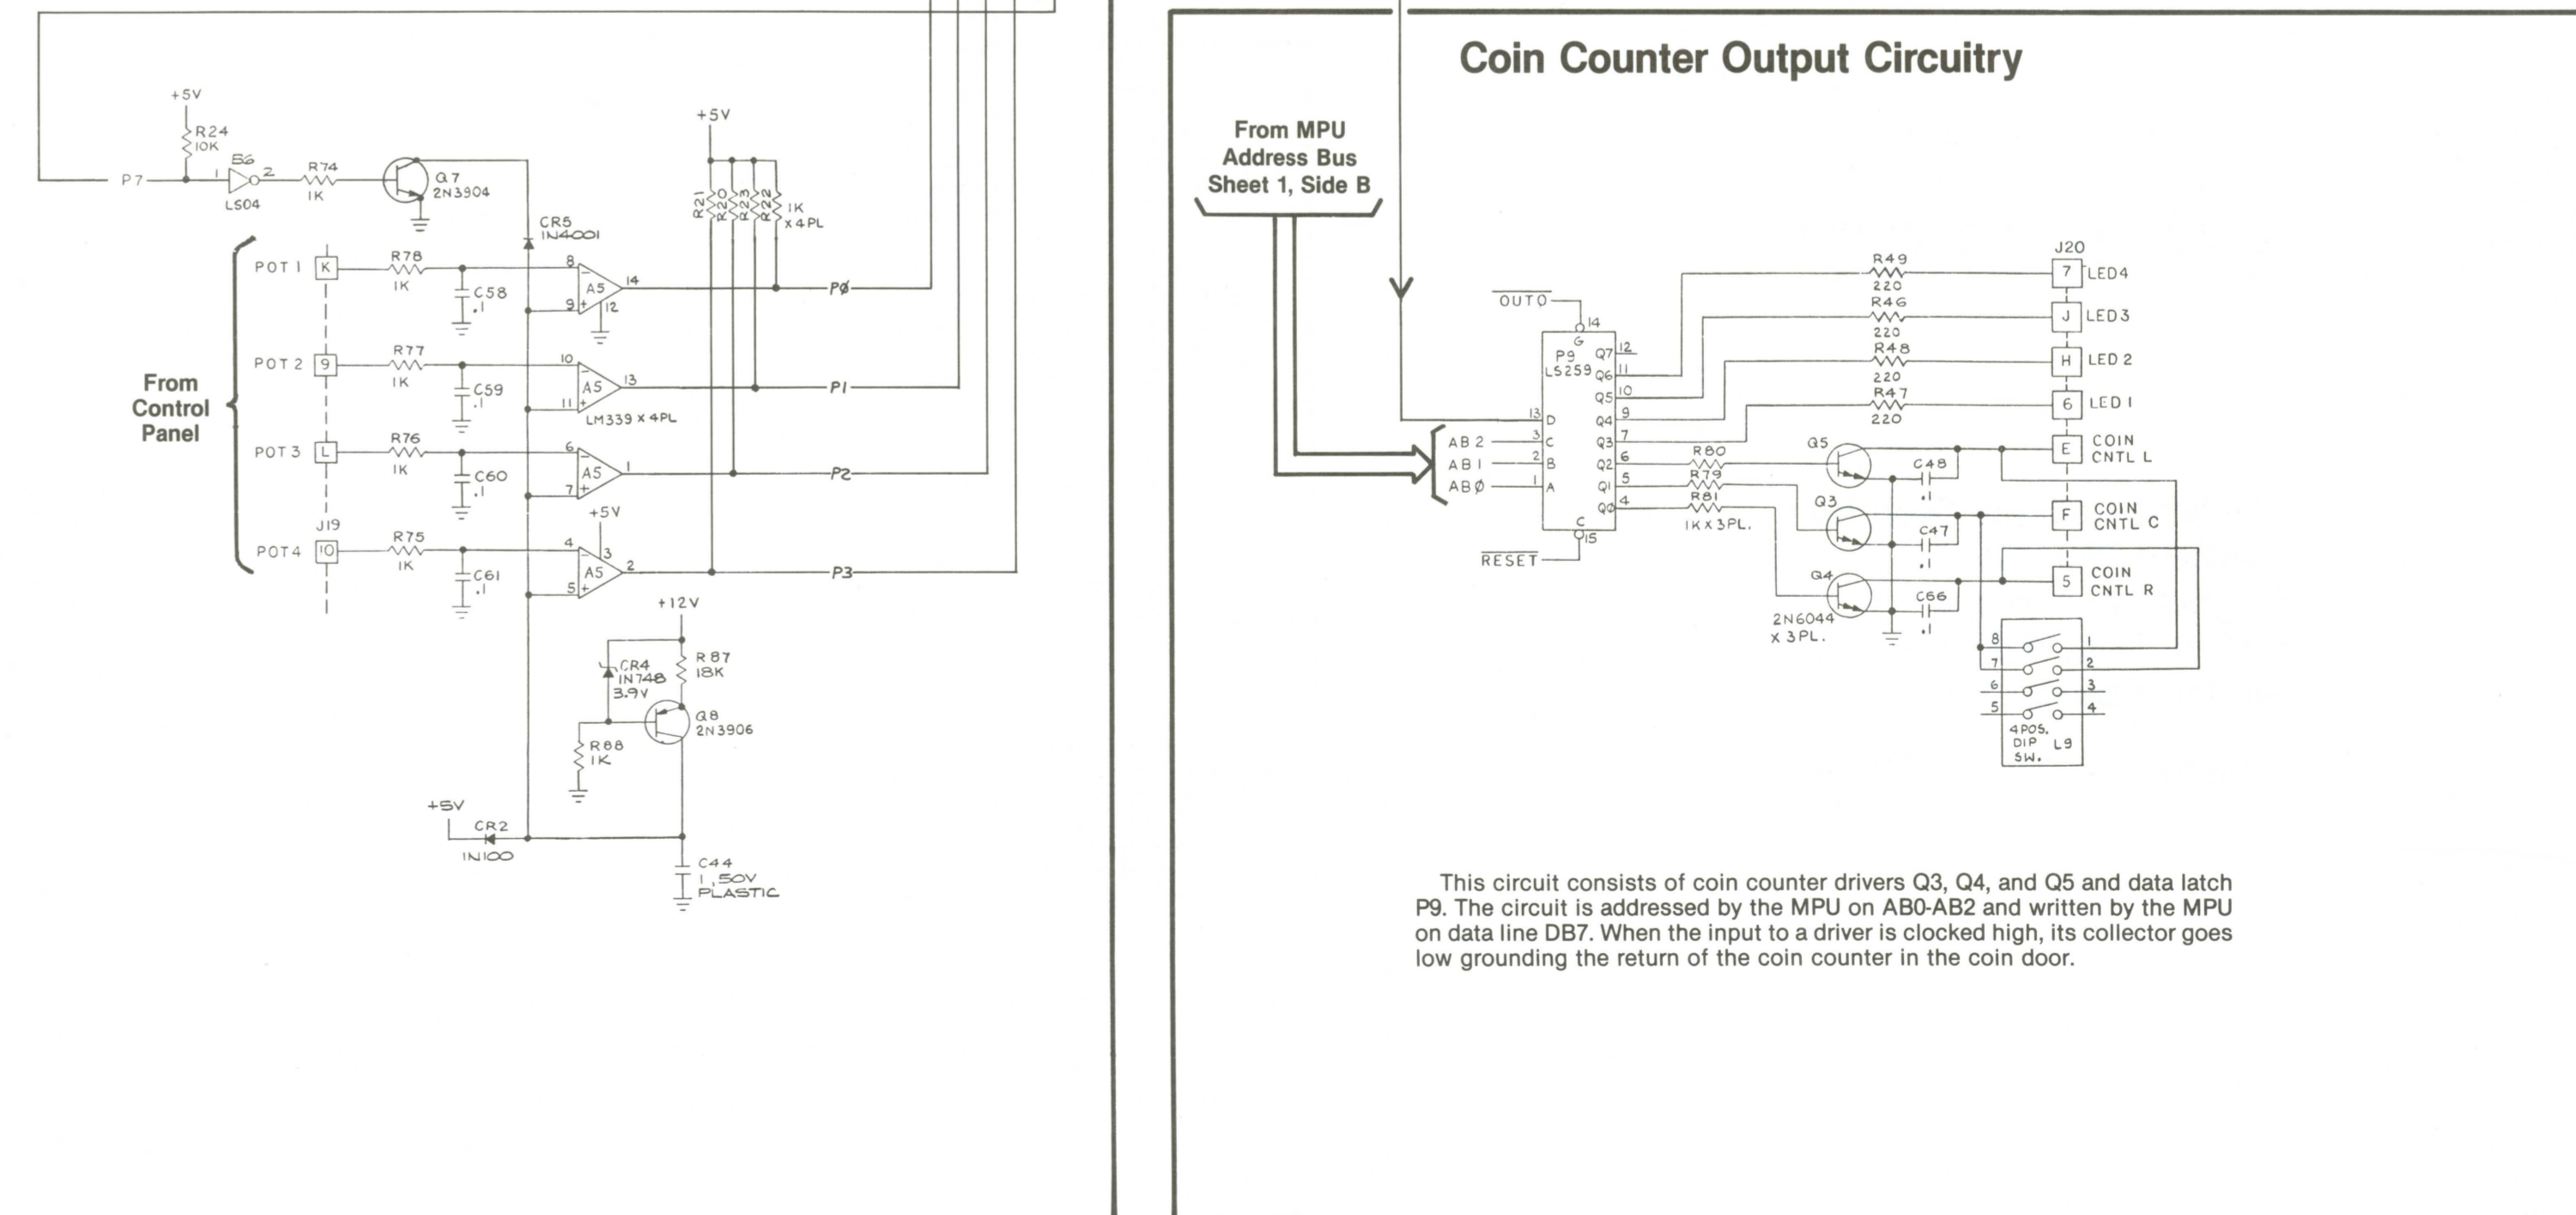 +5V
R24
10K
P7
1
B6
2
LS04
R74
1K
Q7
2N3904
CR5
1N4001
+5V
R21
R20
R23
R22
1K
x4PL
From
Control
Panel
POT 1
K
R78
1K
C58
.1
8
9
A5
14
12
PØ
POT 2
9
R77
1K
C59
.1
10
11
A5
13
P1
LM339 x 4PL
POT 3
L
R76
1K
C60
.1
6
7
A5
1
P2
J19
POT4
10
R75
1K
C61
.1
+5V
4
5
3
A5
2
P3
+12V
CR4
1N748
3.9V
R87
18K
Q8
2N3906
R88
1K
+5V
CR2
1N100
C44
1, 50V
PLASTIC
Coin Counter Output Circuitry
From MPU
Address Bus
Sheet 1, Side B
OUT0
14
G
P9
LS259
Q7 12
Q6 11
Q5 10
Q4 9
Q3 7
Q2 6
Q1 5
QØ 4
13 D
AB2 3 C
AB1 2 B
ABØ 1 A
C
15
RESET
R49
220
R46
220
R48
220
R47
220
R80
R79
R81
1K X 3PL.
J20
7 LED4
J LED3
H LED 2
6 LED 1
E COIN
CNTL L
F COIN
CNTL C
5 COIN
CNTL R
Q5
C48
.1
Q3
C47
.1
Q4
C66
.1
2N6044
X 3PL.
8 1
7 2
6 3
5 4
4POS.
DIP L9
SW.
This circuit consists of coin counter drivers Q3, Q4, and Q5 and data latch
P9. The circuit is addressed by the MPU on AB0-AB2 and written by the MPU
on data line DB7. When the input to a driver is clocked high, its collector goes
low grounding the return of the coin counter in the coin door.